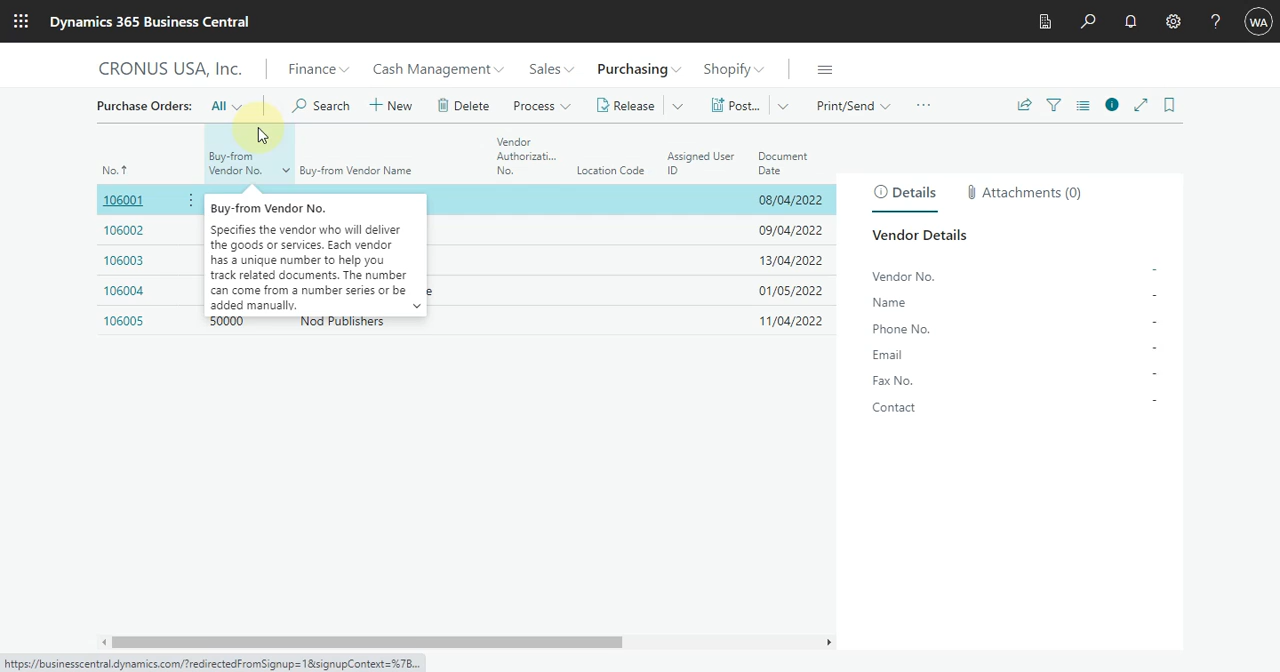 Dynamics 365 Business Central
WA
CRONUS USA, Inc.
Finance
Cash Management
Sales
Purchasing
Shopify
Purchase Orders:
All
Search
New
Delete
Process
Release
Post...
Print/Send
...
No. ↑
Buy-from
Vendor No.
Buy-from Vendor Name
Vendor
Authorizati...
No.
Location Code
Assigned User
ID
Document
Date
106001
08/04/2022
106002
09/04/2022
106003
13/04/2022
106004
e
01/05/2022
106005
50000
Nod Publishers
11/04/2022
Buy-from Vendor No.
Specifies the vendor who will deliver
the goods or services. Each vendor
has a unique number to help you
track related documents. The number
can come from a number series or be
added manually.
Details
Attachments (0)
Vendor Details
Vendor No.
-
Name
-
Phone No.
-
Email
-
Fax No.
-
Contact
-
https://businesscentral.dynamics.com/?redirectedFromSignup=1&signupContext=%7B...